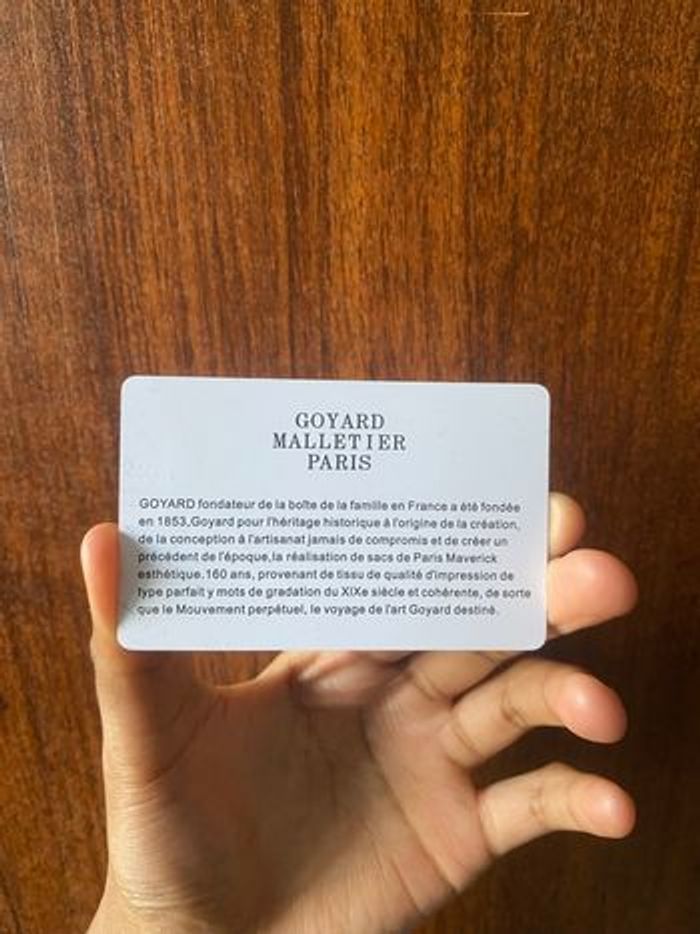 GOYARD
MALLETIER
PARIS
GOYARD fondateur de la boîte de la famille en France a été fondée
en 1853,Goyard pour l'héritage historique à l'origine de la création,
de la conception à l'artisanat jamais de compromis et de créer un
précédent de l'époque,la réalisation de sacs de Paris Maverick
esthétique.160 ans, provenant de tissu de qualité d'impression de
type parfait y mots de gradation du XIXe siècle et cohérente, de sorte
que le Mouvement perpétuel, le voyage de l'art Goyard destiné.